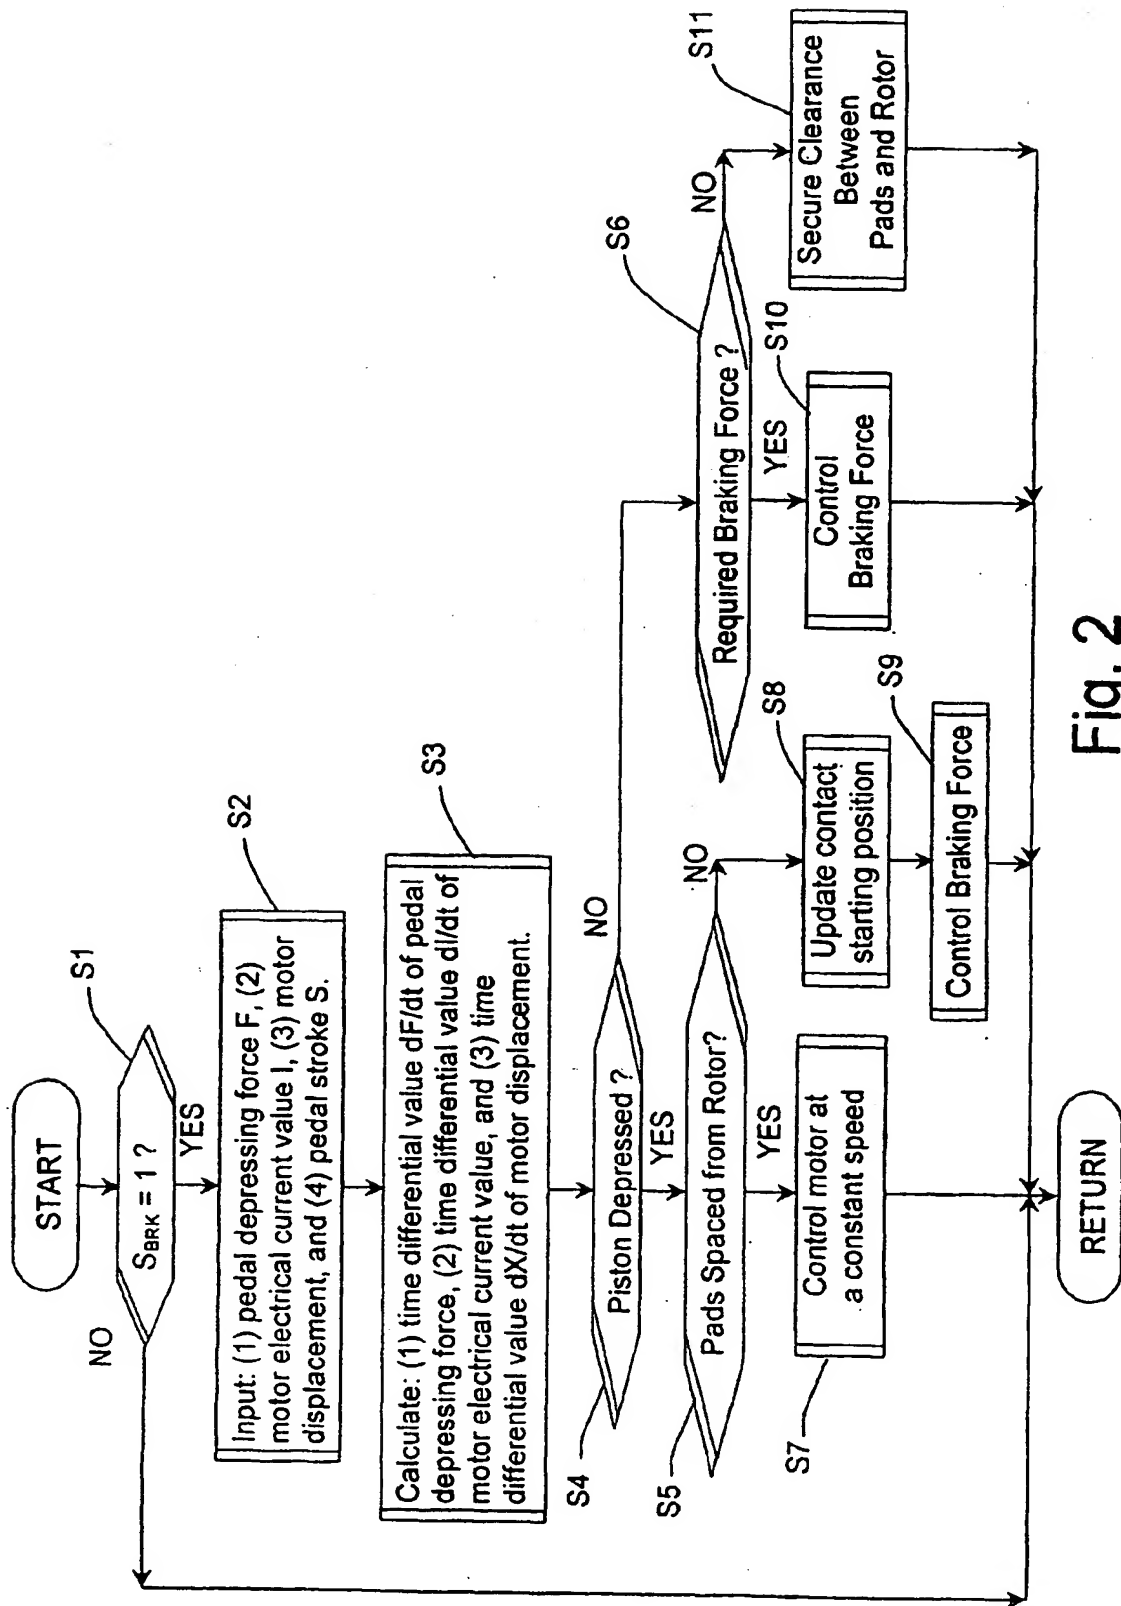 START
S1
S_BRK = 1 ?
NO
YES
S2
Input: (1) pedal depressing force F, (2)
motor electrical current value I, (3) motor
displacement, and (4) pedal stroke S.
S3
Calculate: (1) time differential value dF/dt of pedal
depressing force, (2) time differential value dI/dt of
motor electrical current value, and (3) time
differential value dX/dt of motor displacement.
S4
Piston Depressed ?
NO
YES
S5
Pads Spaced from Rotor?
NO
YES
S6
Required Braking Force ?
NO
YES
S7
Control motor at
a constant speed
S8
Update contact
starting position
S9
Control Braking Force
S10
Control
Braking Force
S11
Secure Clearance
Between
Pads and Rotor
RETURN
Fig. 2